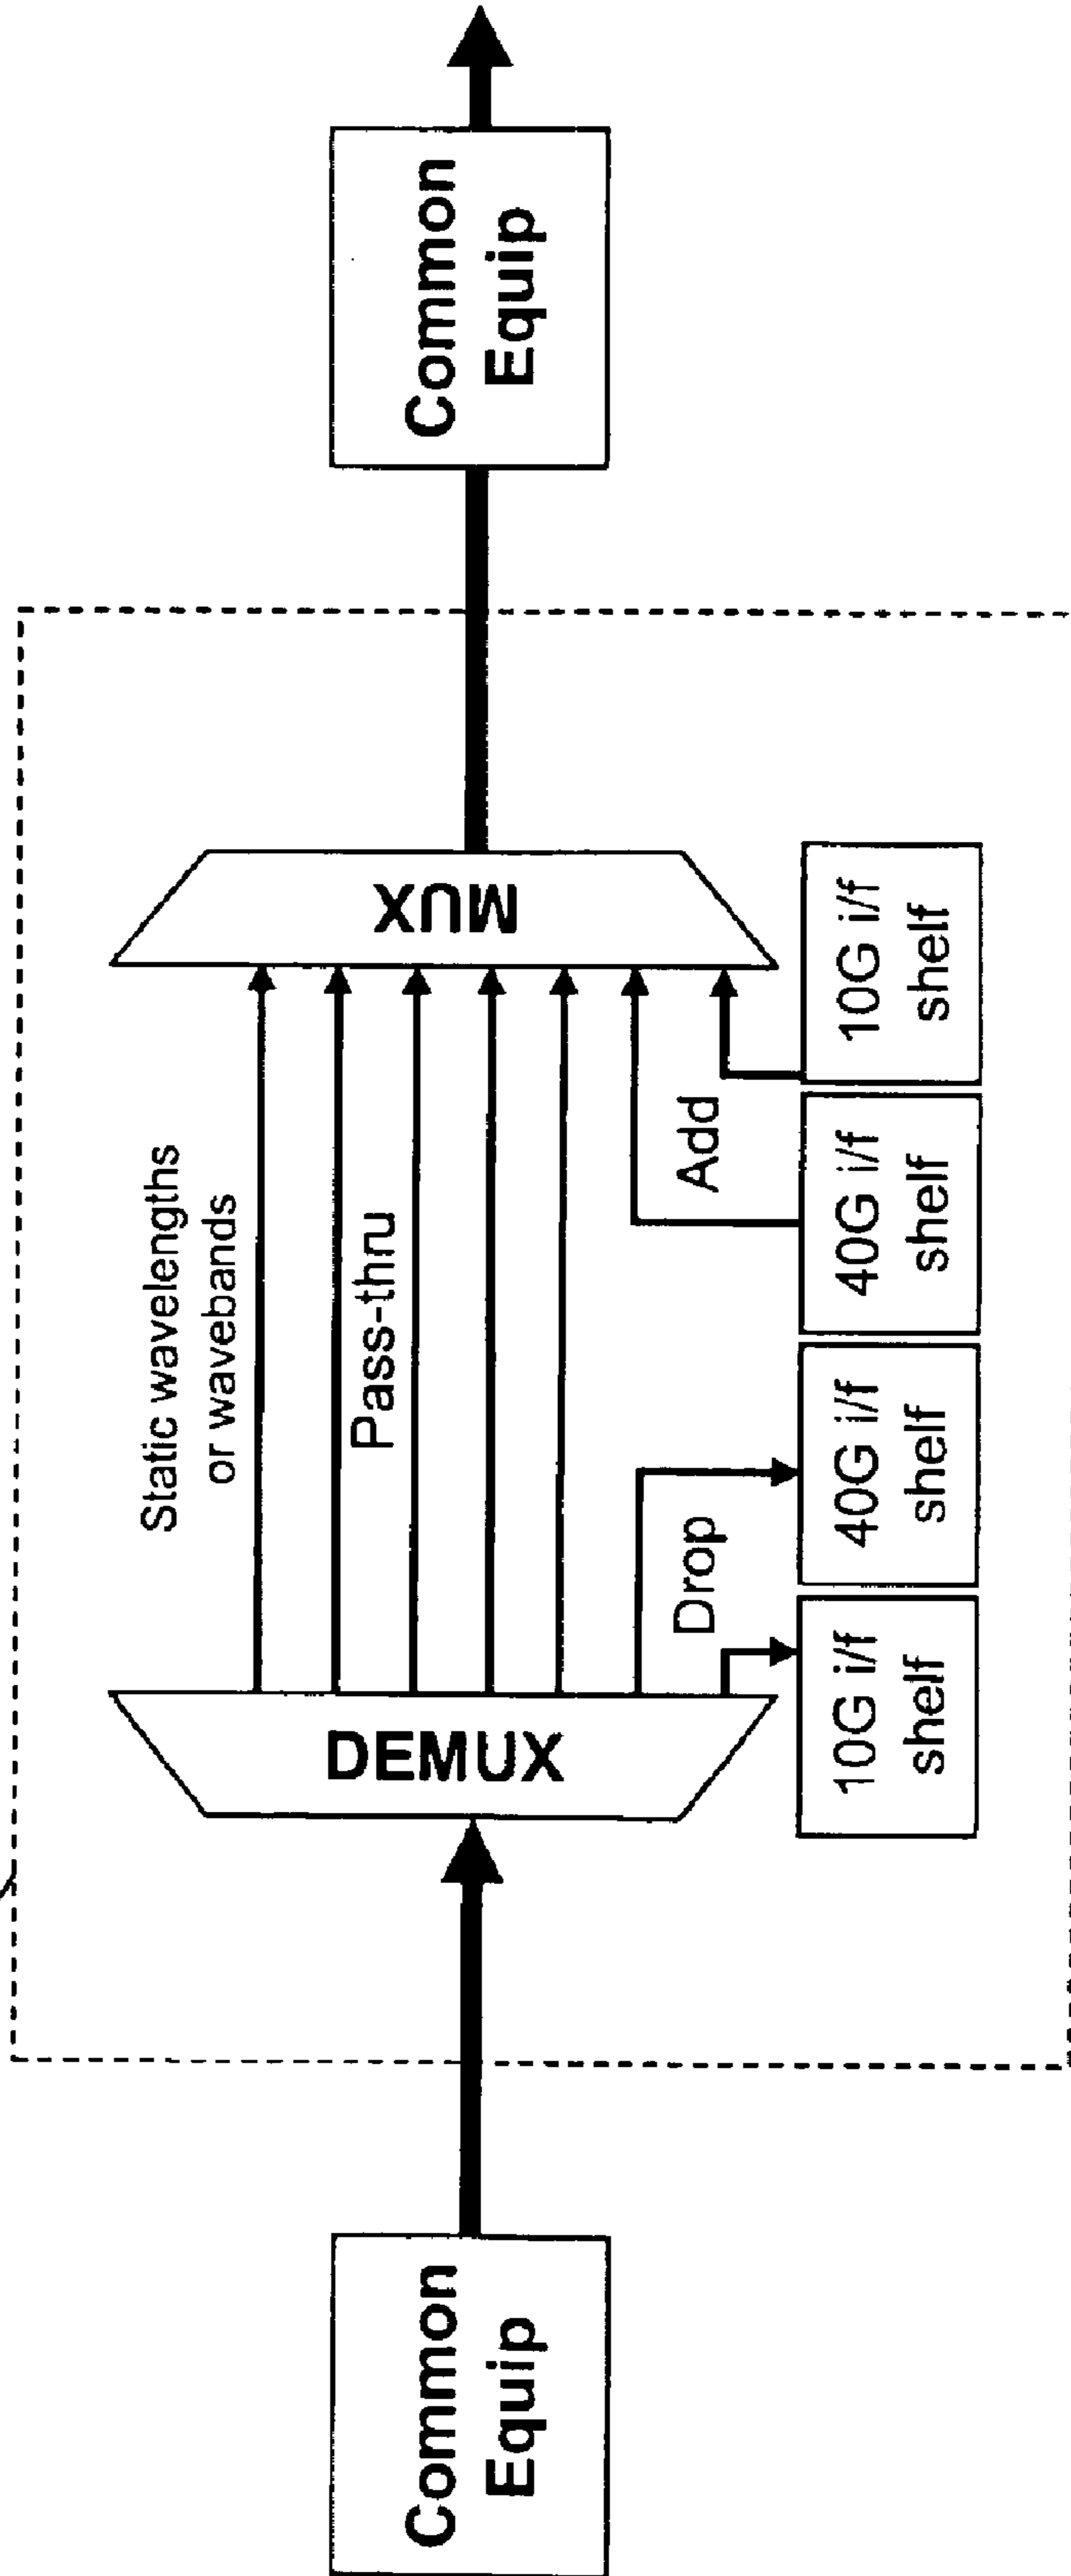 Common
Equip
DEMUX
Static wavelengths
or wavebands
Pass-thru
Drop
Add
10G i/f
shelf
40G i/f
shelf
40G i/f
shelf
10G i/f
shelf
MUX
Common
Equip